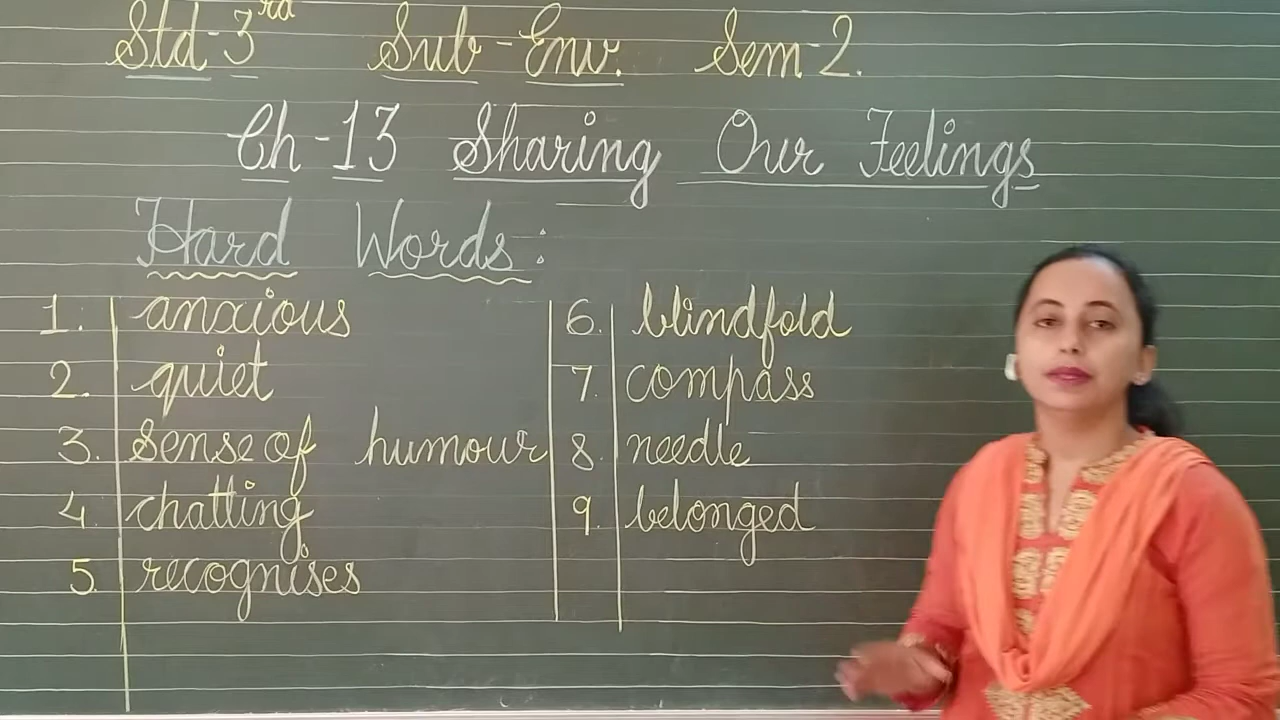 Std-3rd Sub-Env. Sem-2.
Ch-13 Sharing Our Feelings
Hard Words:
1. anxious
2. quiet
3. sense of humour
4. chatting
5. recognises
6. blindfold
7. compass
8. needle
9. belonged